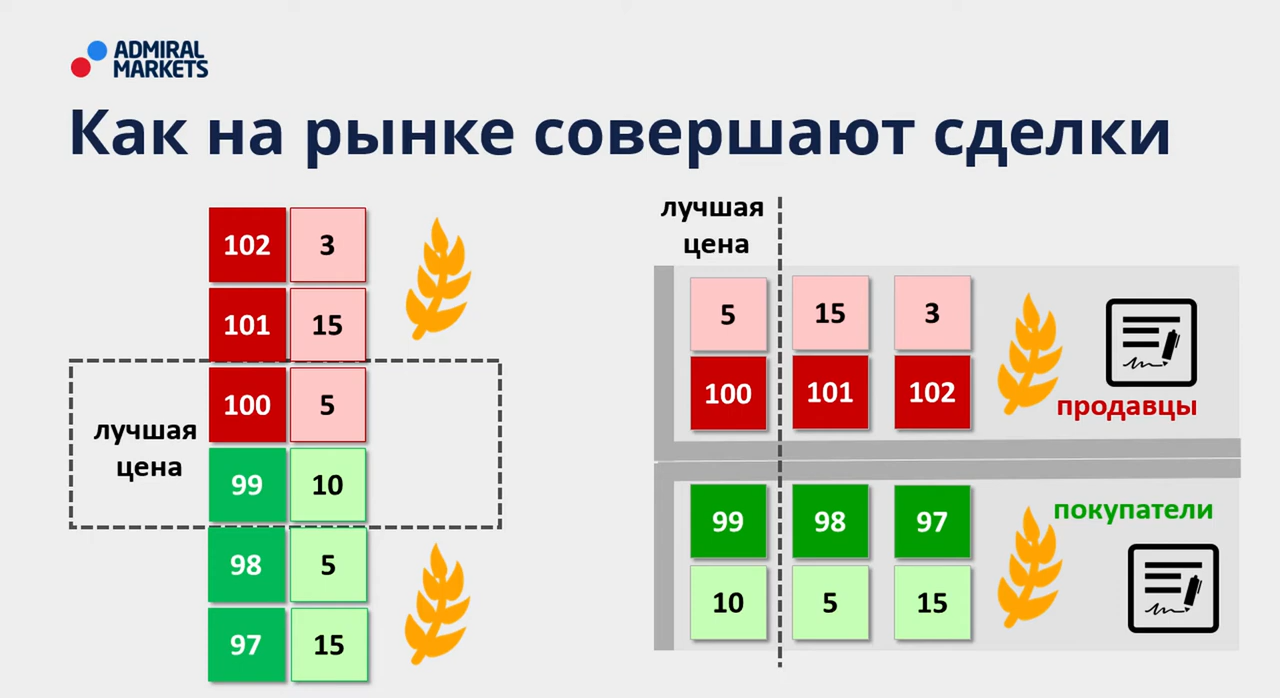 ADMIRAL
MARKETS
Как на рынке совершают сделки
102 3
101 15
100 5
лучшая
цена
99 10
98 5
97 15
лучшая
цена
5 15 3
100 101 102
продавцы
99 98 97
покупатели
10 5 15